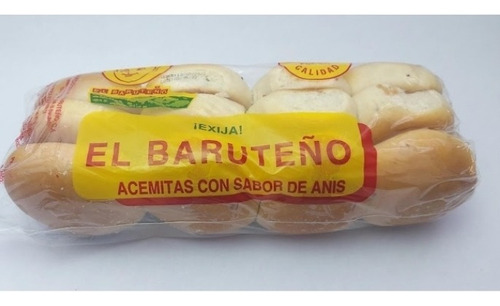 CALIDAD
EL BARUTEÑO
¡EXIJA!
EL BARUTEÑO
ACEMITAS CON SABOR DE ANIS